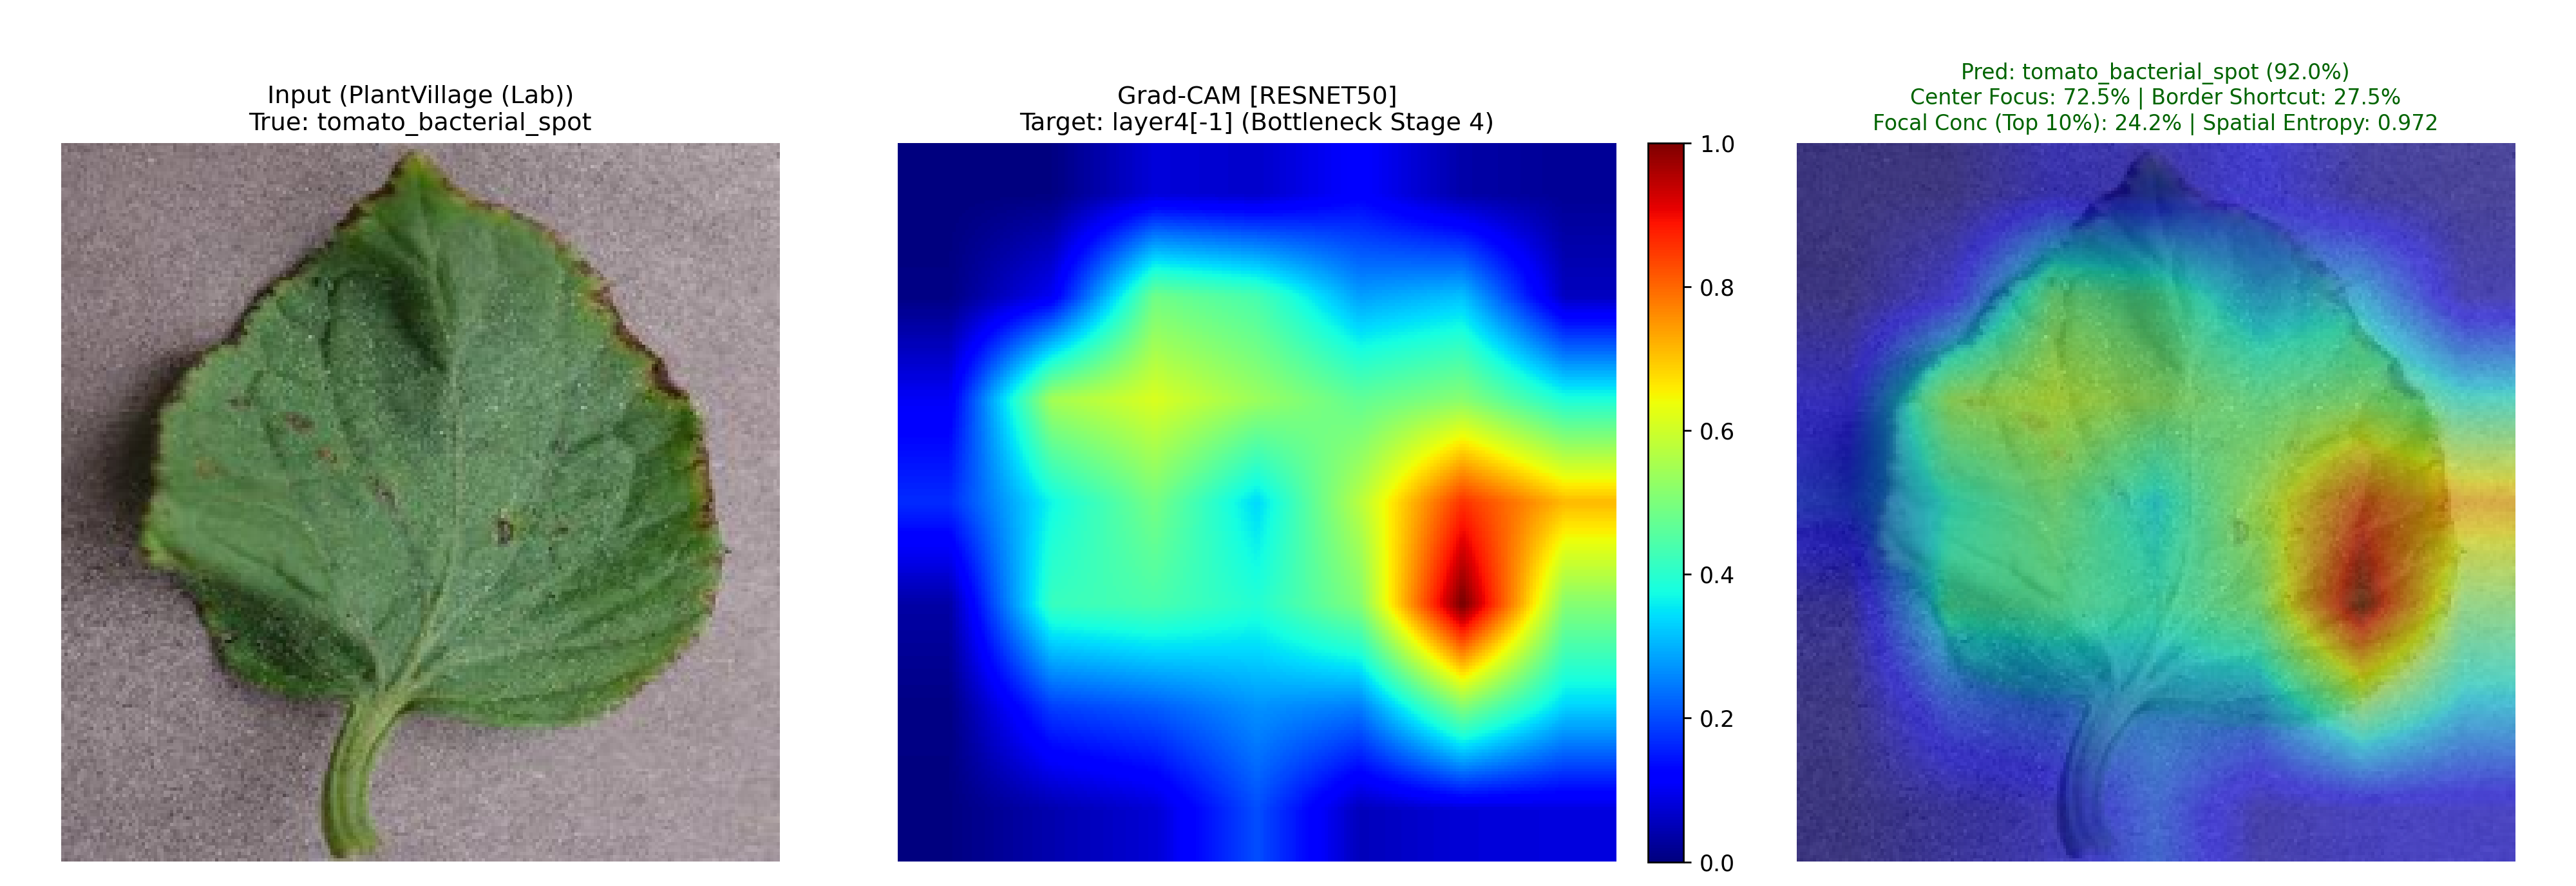 Input (PlantVillage (Lab))
True: tomato_bacterial_spot
Grad-CAM [RESNET50]
Target: layer4[-1] (Bottleneck Stage 4)
1.0
0.8
0.6
0.4
0.2
0.0
Pred: tomato_bacterial_spot (92.0%)
Center Focus: 72.5% | Border Shortcut: 27.5%
Focal Conc (Top 10%): 24.2% | Spatial Entropy: 0.972